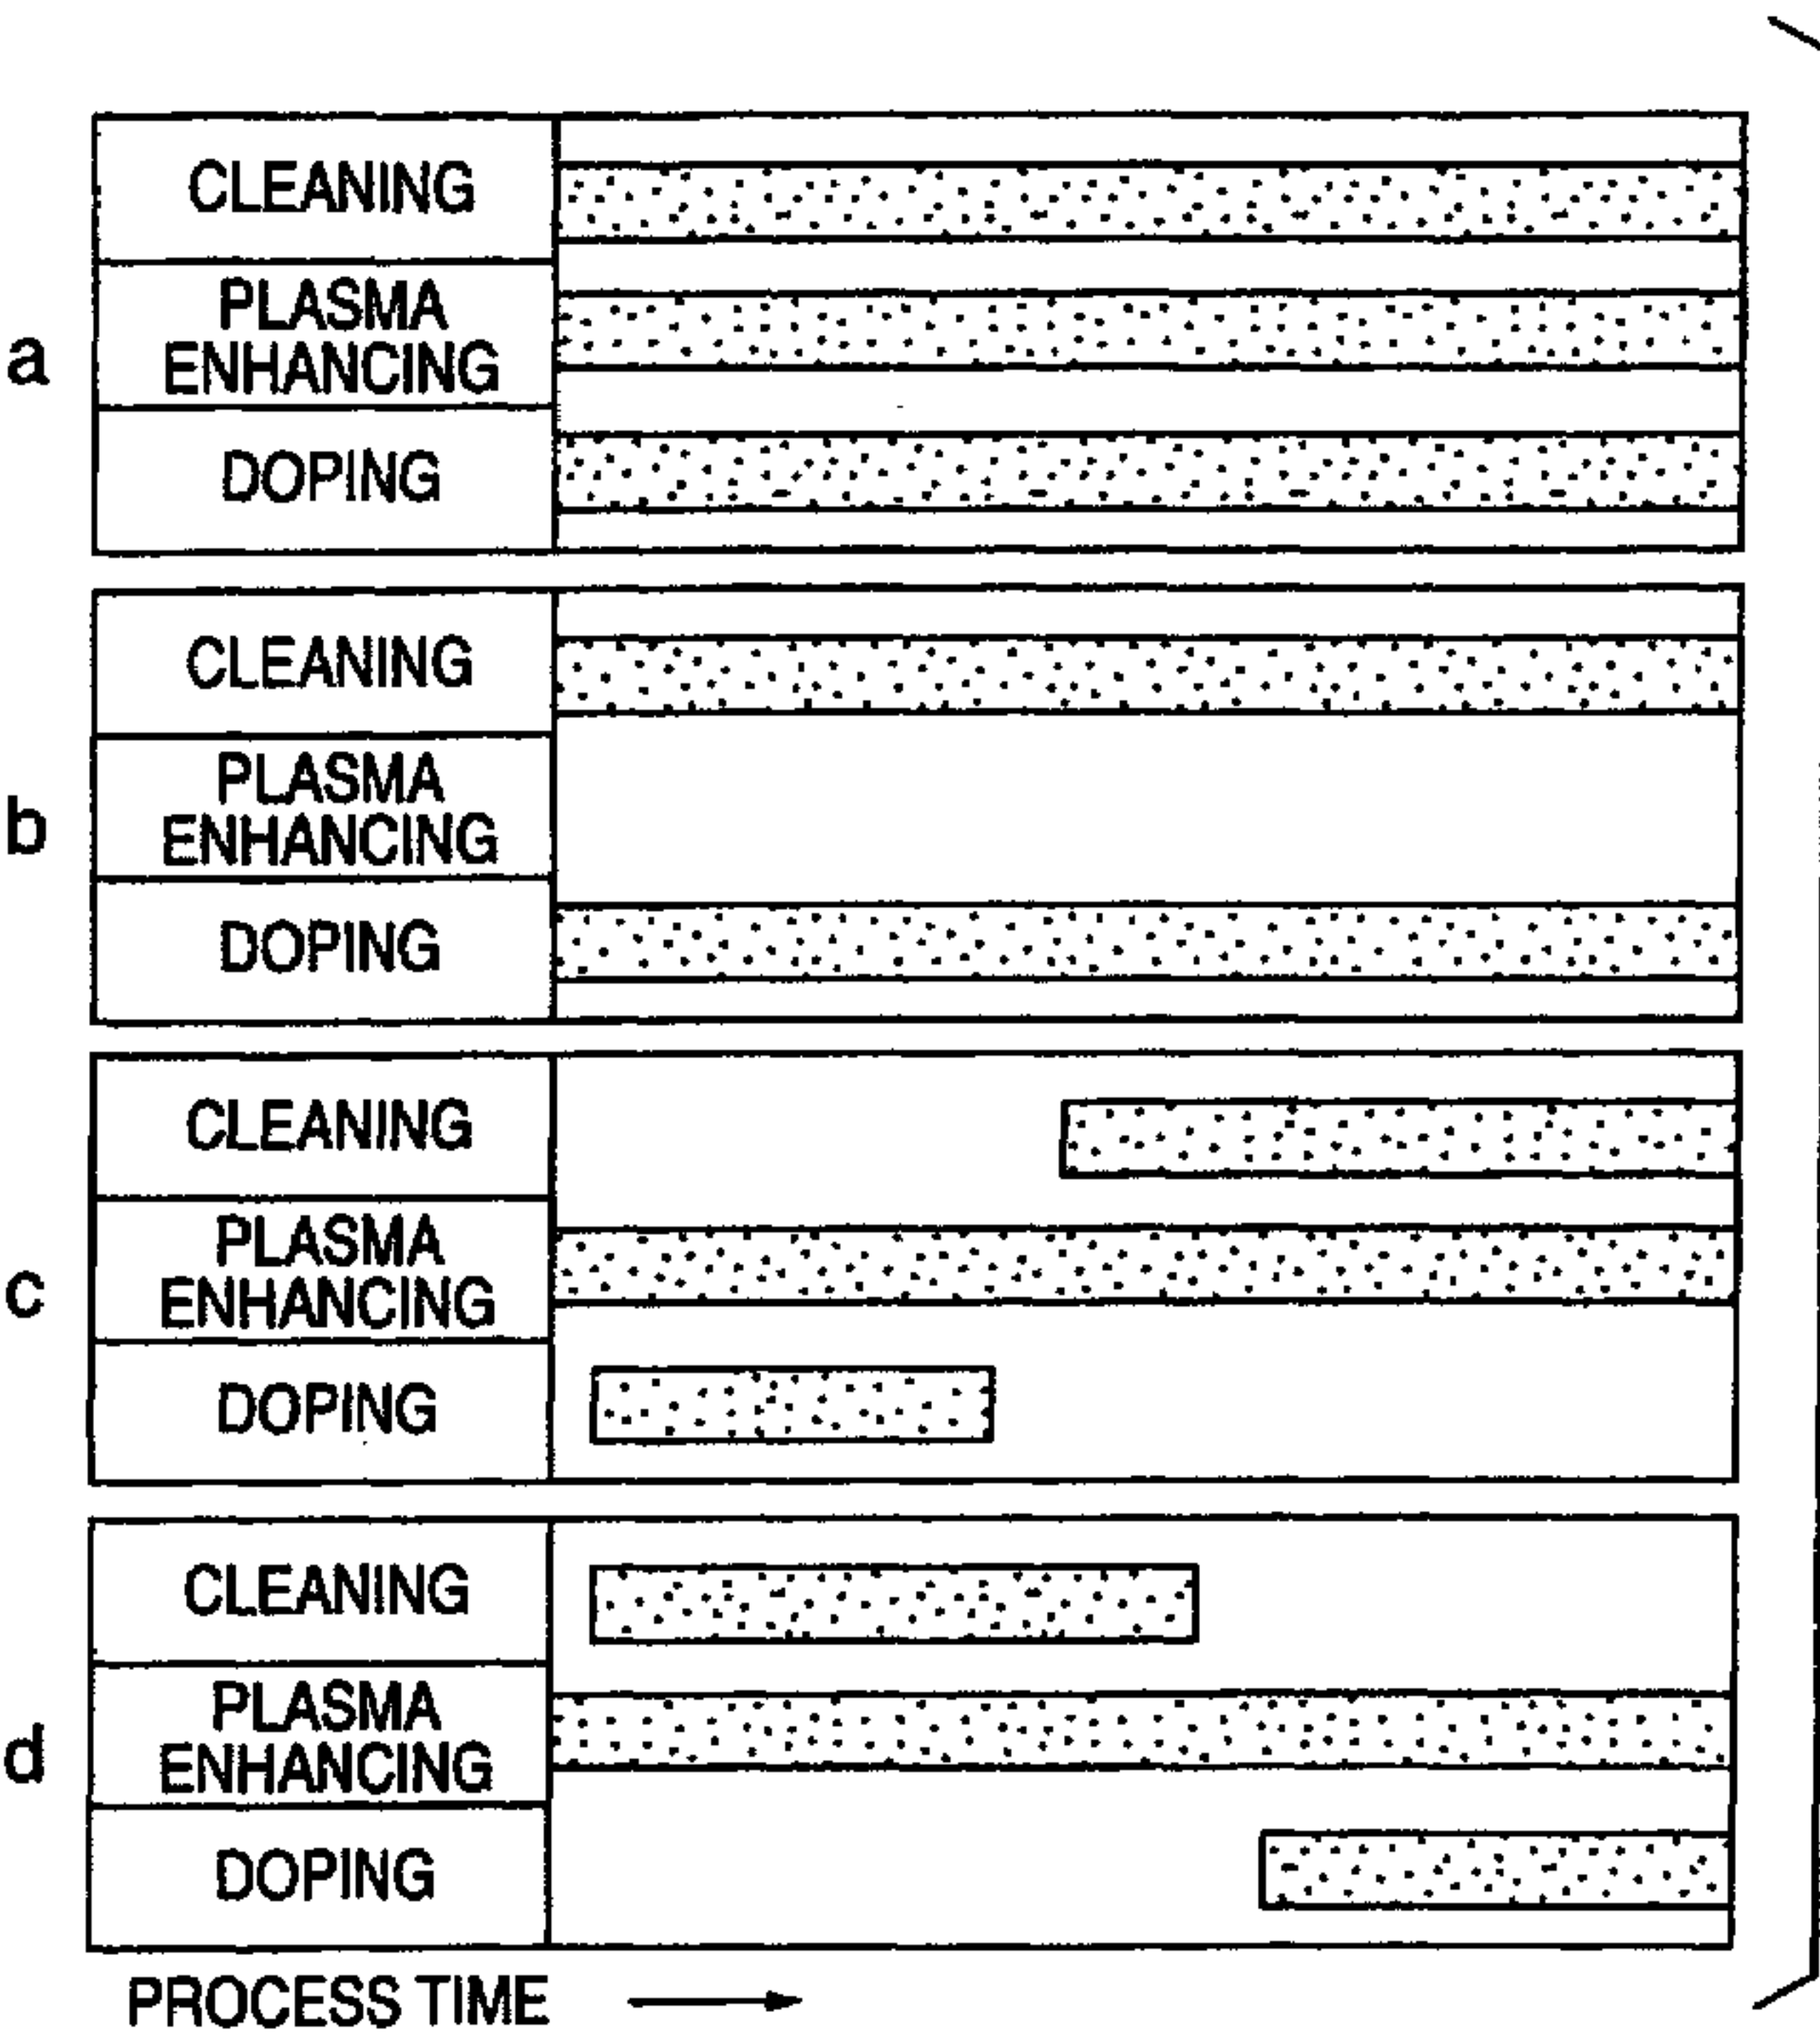 a
CLEANING
PLASMA
ENHANCING
DOPING
b
CLEANING
PLASMA
ENHANCING
DOPING
c
CLEANING
PLASMA
ENHANCING
DOPING
d
CLEANING
PLASMA
ENHANCING
DOPING
PROCESS TIME